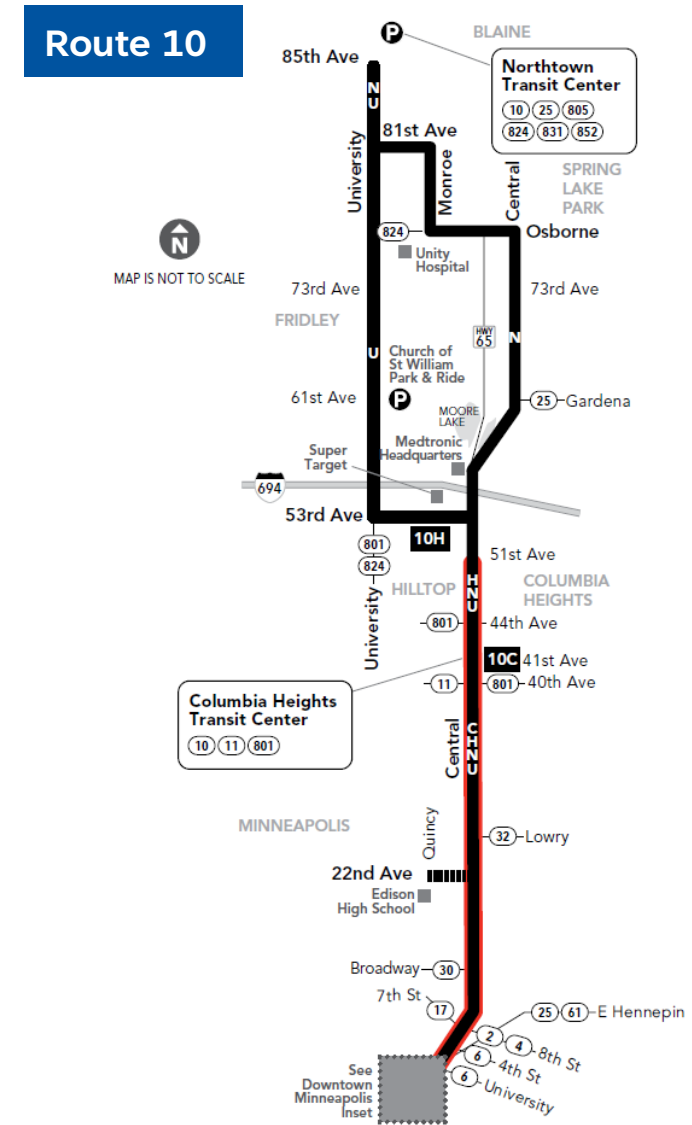 Route 10
P
BLAINE
85th Ave
Northtown
Transit Center
10 25 805
824 831 852
NU
81st Ave
University
Monroe
Central
SPRING
LAKE
PARK
N
824
Osborne
Unity
Hospital
MAP IS NOT TO SCALE
73rd Ave
73rd Ave
FRIDLEY
HWY
65
N
U
Church of
St William
Park & Ride
61st Ave
P
25
Gardena
MOORE
LAKE
Medtronic
Headquarters
Super
Target
694
53rd Ave
10H
801
824
51st Ave
University
HILLTOP
HNU
COLUMBIA
HEIGHTS
801
44th Ave
10C
41st Ave
11
801
40th Ave
Columbia Heights
Transit Center
10 11 801
Central
CHNU
MINNEAPOLIS
Quincy
32
Lowry
22nd Ave
Edison
High School
Broadway
30
7th St
17
25 61
E Hennepin
2
4
8th St
6
4th St
6
University
See
Downtown
Minneapolis
Inset